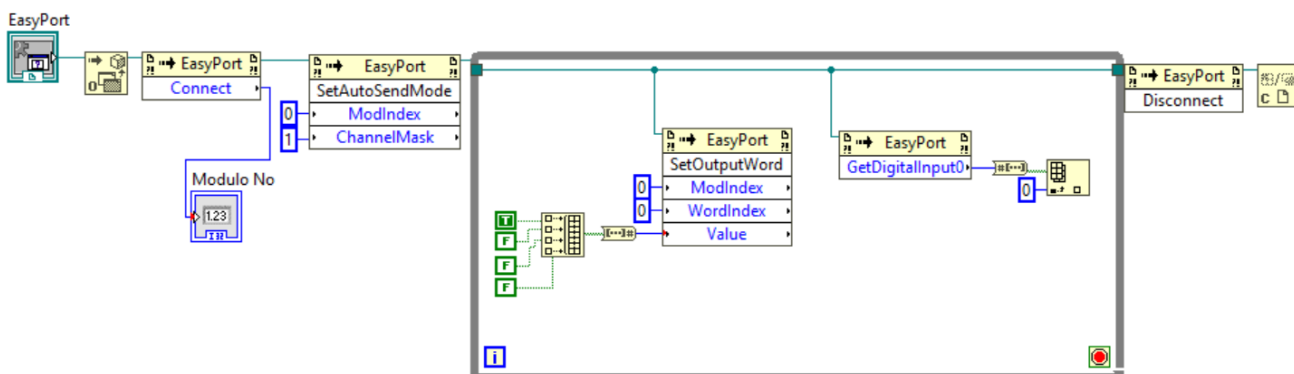 EasyPort
EasyPort
Connect
EasyPort
SetAutoSendMode
0
ModIndex
1
ChannelMask
Modulo No
1.23
I32
EasyPort
SetOutputWord
0
ModIndex
0
WordIndex
Value
T
F
F
F
EasyPort
GetDigitalInput0
0
i
EasyPort
Disconnect
C